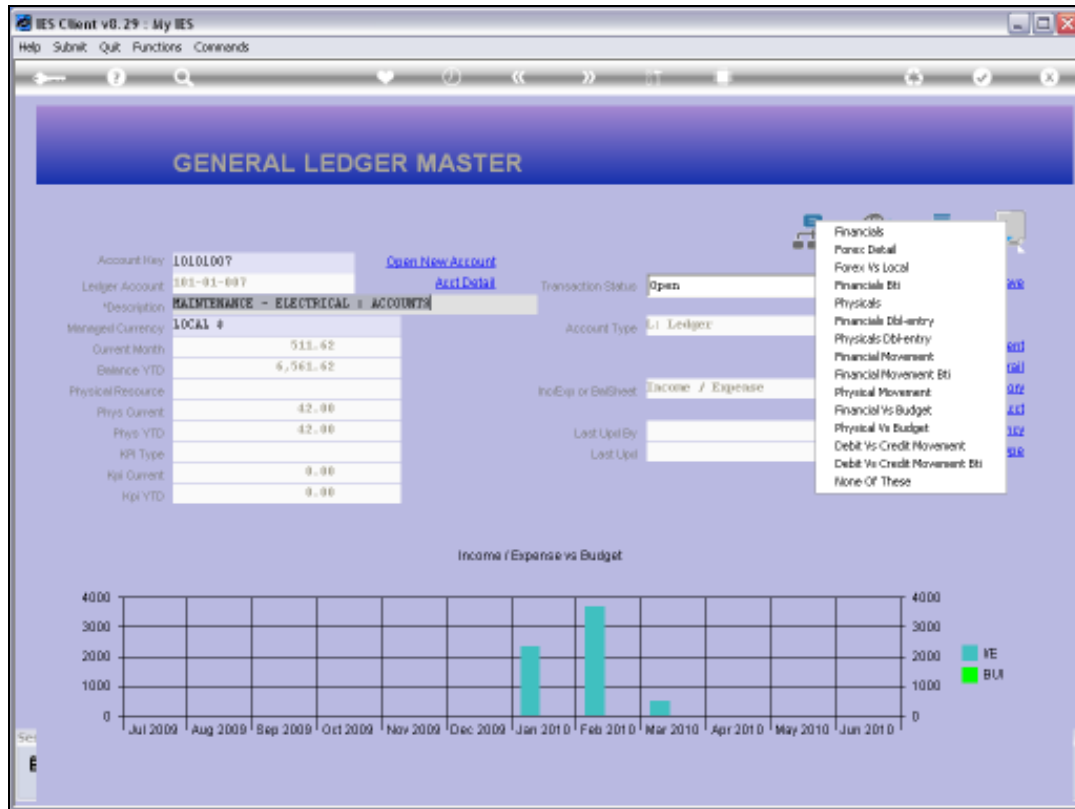 IES Client v8.29 : My IES
Help Submit Quit Functions Commands
GENERAL LEDGER MASTER
Account Key 10101007 Open New Account
Ledger Account 101-01-007 Acct Detail
*Description MAINTENANCE - ELECTRICAL : ACCOUNTS
Managed Currency LOCAL #
Current Month 511.62
Balance YTD 6,561.62
Physical Resource
Phys Current 42.00
Phys YTD 42.00
KPI Type
Kpi Current 0.00
Kpi YTD 0.00
Transaction Status Open
Account Type L: Ledger
Inc/Exp or BalSheet Income / Expense
Last Upd By
Last Upd
Financials
Forex Detail
Forex Vs Local
Financials Bti
Physicals
Financials Dbl-entry
Physicals Dbl-entry
Financial Movement
Financial Movement Bti
Physical Movement
Financial Vs Budget
Physical Vs Budget
Debit Vs Credit Movement
Debit Vs Credit Movement Bti
None Of These
Income / Expense vs Budget
4000 4000
3000 3000
2000 2000
1000 1000
0 0
I/E
BU
Jul 2009 Aug 2009 Sep 2009 Oct 2009 Nov 2009 Dec 2009 Jan 2010 Feb 2010 Mar 2010 Apr 2010 May 2010 Jun 2010